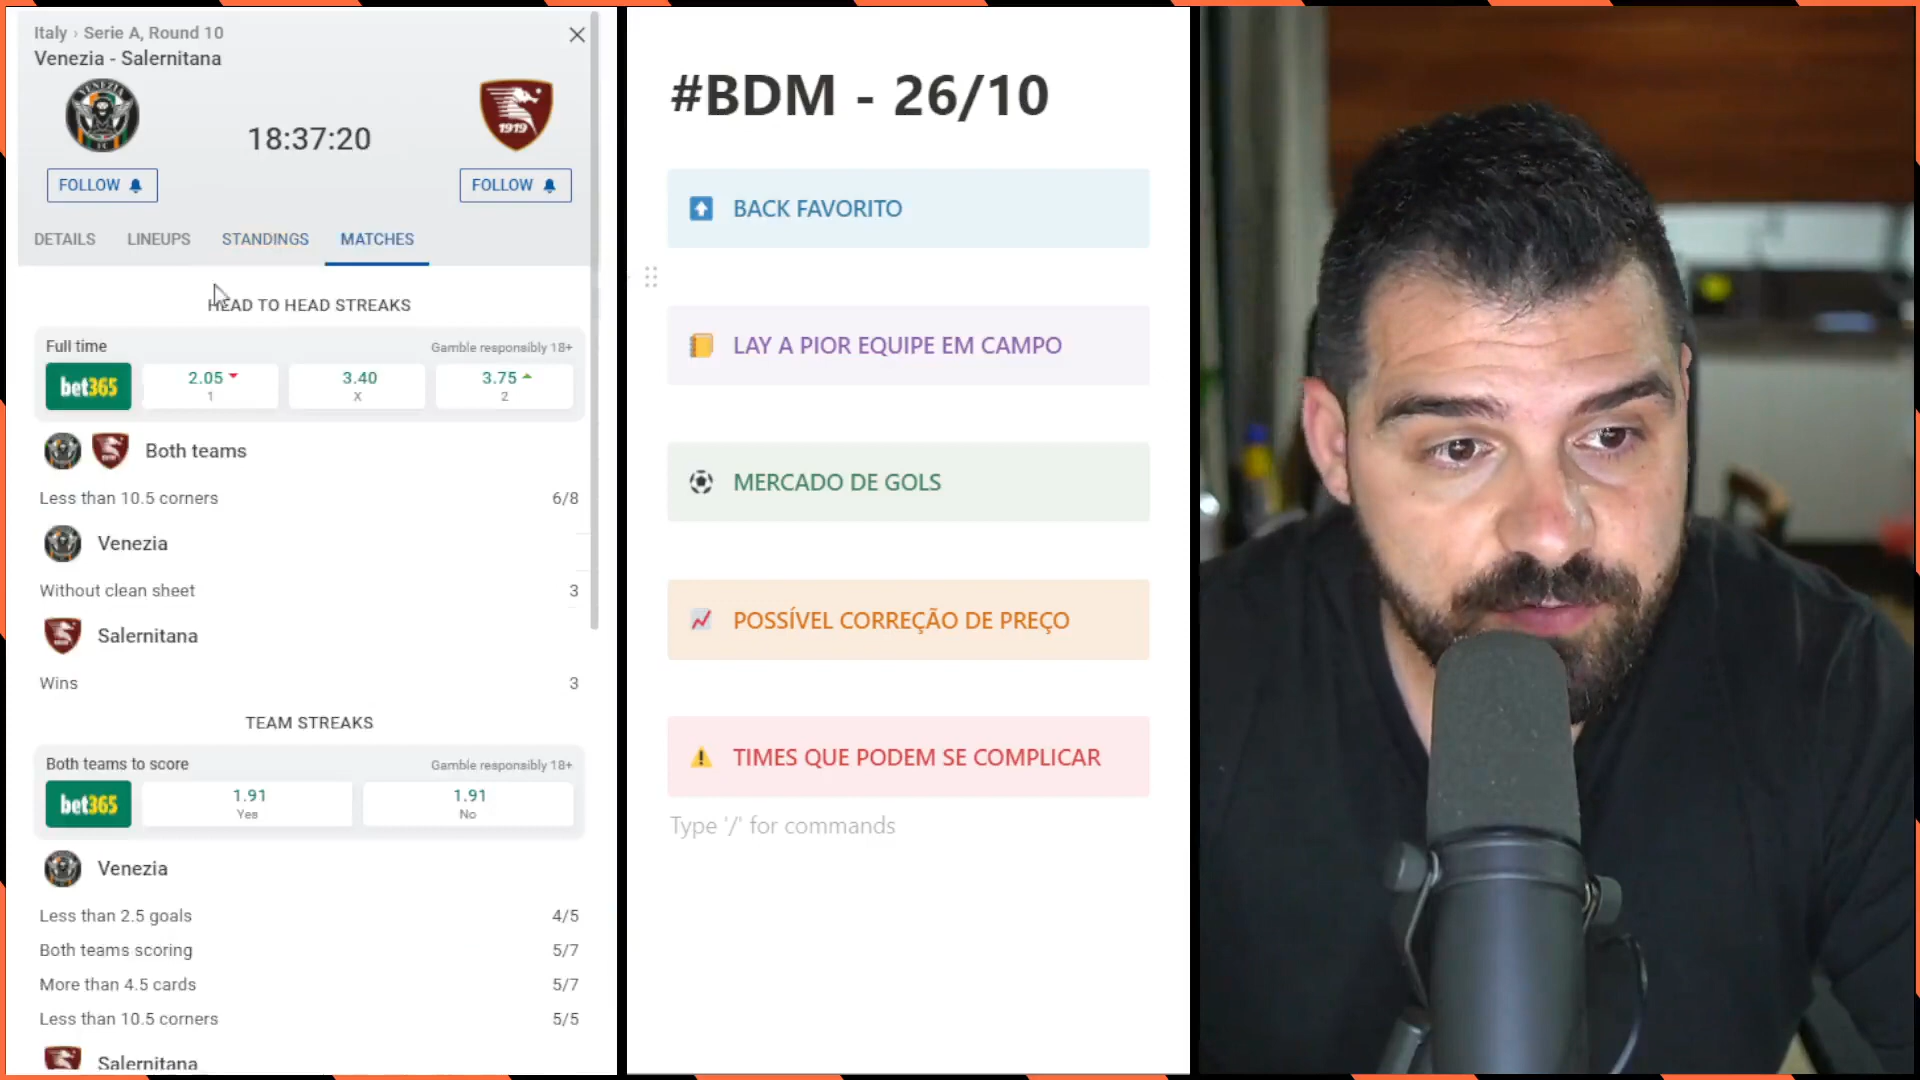 Italy › Serie A, Round 10
Venezia - Salernitana
VENEZIA
FC
1919
18:37:20
FOLLOW
FOLLOW
DETAILS LINEUPS STANDINGS MATCHES
HEAD TO HEAD STREAKS
Full time Gamble responsibly 18+
bet365 2.05 3.40 3.75
1 X 2
Both teams
Less than 10.5 corners 6/8
Venezia
Without clean sheet 3
Salernitana
Wins 3
TEAM STREAKS
Both teams to score Gamble responsibly 18+
bet365 1.91 1.91
Yes No
Venezia
Less than 2.5 goals 4/5
Both teams scoring 5/7
More than 4.5 cards 5/7
Less than 10.5 corners 5/5
Salernitana
#BDM - 26/10
BACK FAVORITO
LAY A PIOR EQUIPE EM CAMPO
MERCADO DE GOLS
POSSÍVEL CORREÇÃO DE PREÇO
TIMES QUE PODEM SE COMPLICAR
Type '/' for commands